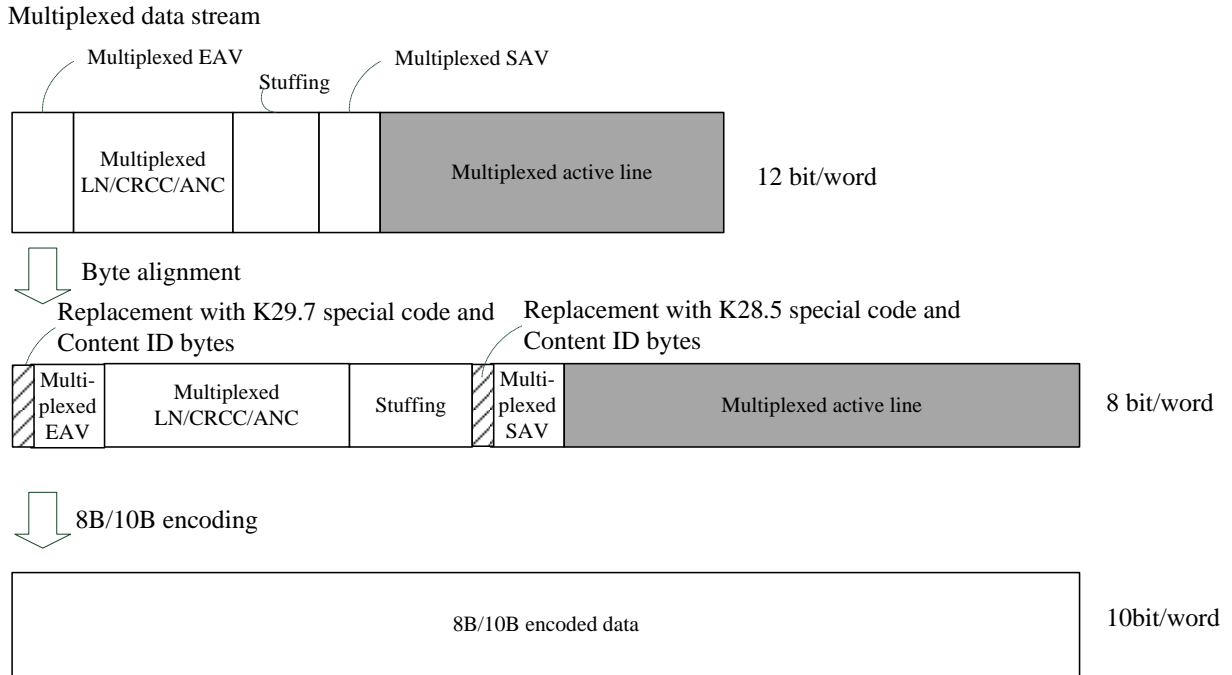 Multiplexed data stream
Multiplexed EAV
Stuffing
Multiplexed SAV
Multiplexed
LN/CRCC/ANC
Multiplexed active line
12 bit/word
Byte alignment
Replacement with K29.7 special code and
Content ID bytes
Replacement with K28.5 special code and
Content ID bytes
Multi-
plexed
EAV
Multiplexed
LN/CRCC/ANC
Stuffing
Multi-
plexed
SAV
Multiplexed active line
8 bit/word
8B/10B encoding
8B/10B encoded data
10bit/word